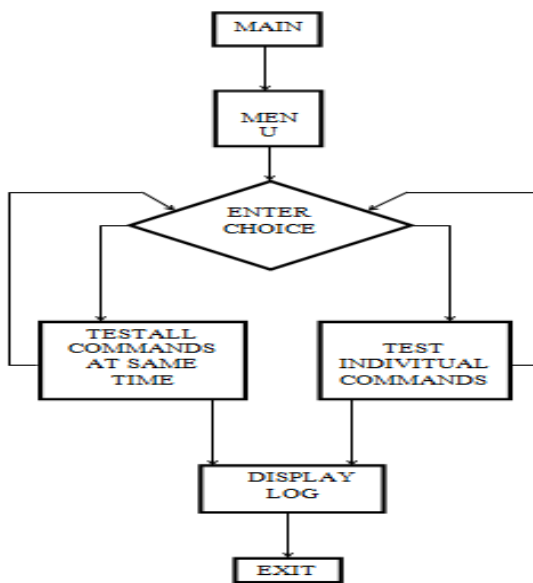 MAIN
MEN
U
ENTER
CHOICE
TESTALL
COMMANDS
AT SAME
TIME
TEST
INDIVITUAL
COMMANDS
DISPLAY
LOG
EXIT